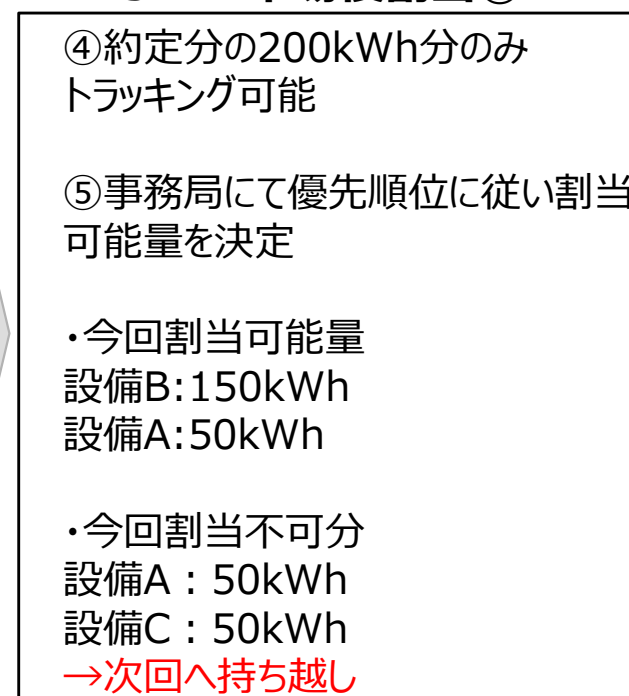 ④約定分の200kWh分のみ
トラッキング可能
⑤事務局にて優先順位に従い割当
可能量を決定
・今回割当可能量
設備B:150kWh
設備A:50kWh
・今回割当不可分
設備A：50kWh
設備C：50kWh
→次回へ持ち越し